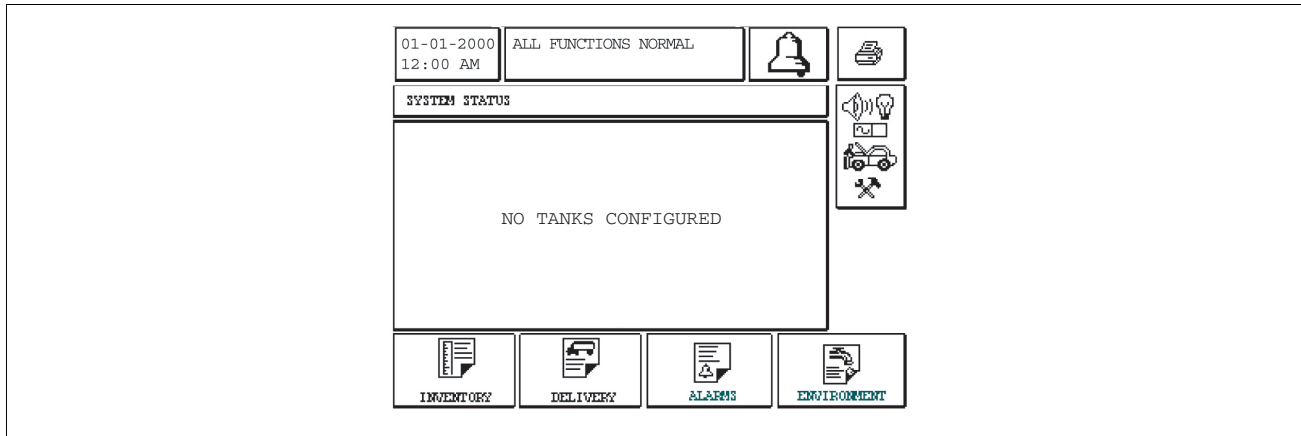 01-01-2000
12:00 AM
ALL FUNCTIONS NORMAL
SYSTEM STATUS
NO TANKS CONFIGURED
INVENTORY
DELIVERY
ALARMS
ENVIRONMENT